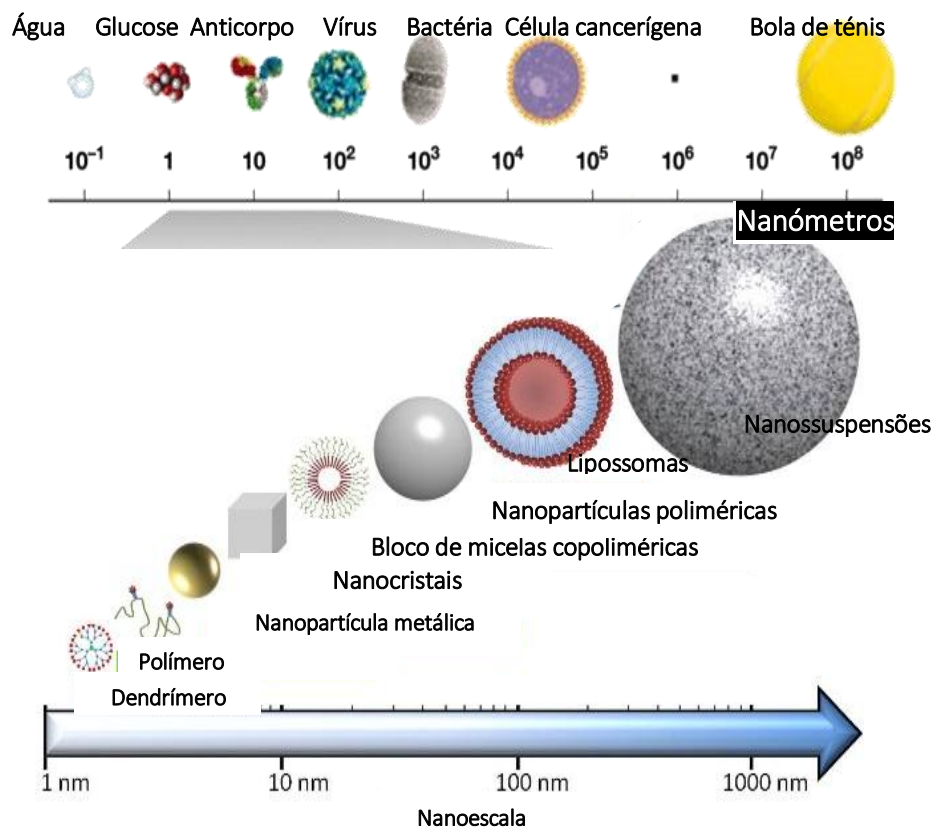 Água Glucose Anticorpo Vírus Bactéria Célula cancerígena Bola de ténis
10⁻¹ 1 10 10² 10³ 10⁴ 10⁵ 10⁶ 10⁷ 10⁸
Nanómetros
Nanossuspensões
Lipossomas
Nanopartículas poliméricas
Bloco de micelas copoliméricas
Nanocristais
Nanopartícula metálica
Polímero
Dendrímero
1 nm 10 nm 100 nm 1000 nm
Nanoescala